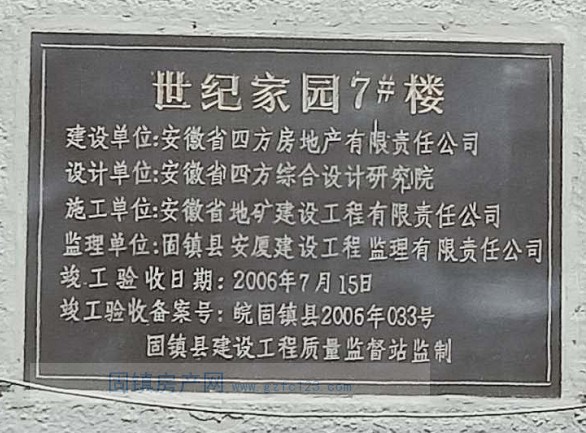 世纪家园7#楼
建设单位:安徽省四方房地产有限责任公司
设计单位:安徽省四方综合设计研究院
施工单位:安徽省地矿建设工程有限责任公司
监理单位:固镇县安厦建设工程监理有限责任公司
竣工验收日期:2006年7月15日
竣工验收备案号:皖固镇县2006年033号
固镇县建设工程质量监督站监制
固镇房产网 www.gzfc123.com